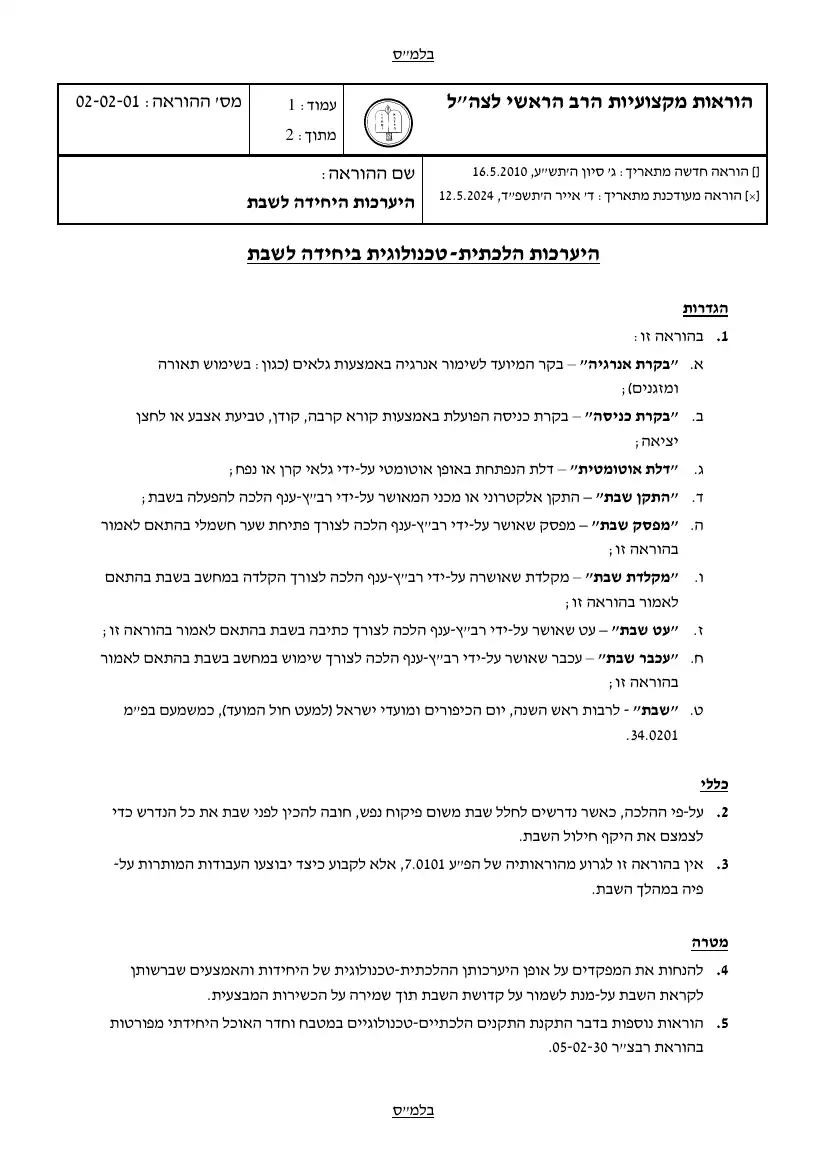 בלמ״ס
הוראות מקצועיות הרב הראשי לצה״ל
עמוד: 1
מתוך: 2
מס׳ ההוראה: 02-02-01
[] הוראה חדשה מתאריך: ג׳ סיון ה׳תש״ע, 16.5.2010
[×] הוראה מעודכנת מתאריך: ד׳ אייר ה׳תשפ״ד, 12.5.2024
שם ההוראה:
היערכות היחידה לשבת
היערכות הלכתית-טכנולוגית ביחידה לשבת
הגדרות
1. בהוראה זו:
א. ״בקרת אנרגיה״ – בקר המיועד לשימור אנרגיה באמצעות גלאים (כגון: בשימוש תאורה
ומזגנים);
ב. ״בקרת כניסה״ – בקרת כניסה הפועלת באמצעות קורא קרבה, קודן, טביעת אצבע או לחצן
יציאה;
ג. ״דלת אוטומטית״ – דלת הנפתחת באופן אוטומטי על-ידי גלאי קרן או נפח;
ד. ״התקן שבת״ – התקן אלקטרוני או מכני המאושר על-ידי רב״ץ-ענף הלכה להפעלה בשבת;
ה. ״מפסק שבת״ – מפסק שאושר על-ידי רב״ץ-ענף הלכה לצורך פתיחת שער חשמלי בהתאם לאמור
בהוראה זו;
ו. ״מקלדת שבת״ – מקלדת שאושרה על-ידי רב״ץ-ענף הלכה לצורך הקלדה במחשב בשבת בהתאם
לאמור בהוראה זו;
ז. ״עט שבת״ – עט שאושר על-ידי רב״ץ-ענף הלכה לצורך כתיבה בשבת בהתאם לאמור בהוראה זו;
ח. ״עכבר שבת״ – עכבר שאושר על-ידי רב״ץ-ענף הלכה לצורך שימוש במחשב בשבת בהתאם לאמור
בהוראה זו;
ט. ״שבת״ - לרבות ראש השנה, יום הכיפורים ומועדי ישראל (למעט חול המועד), כמשמעם בפ״מ
34.0201.
כללי
2. על-פי ההלכה, כאשר נדרשים לחלל שבת משום פיקוח נפש, חובה להכין לפני שבת את כל הנדרש כדי
לצמצם את היקף חילול השבת.
3. אין בהוראה זו לגרוע מהוראותיה של הפ״ע 7.0101, אלא לקבוע כיצד יבוצעו העבודות המותרות על-
פיה במהלך השבת.
מטרה
4. להנחות את המפקדים על אופן היערכותן ההלכתית-טכנולוגית של היחידות והאמצעים שברשותן
לקראת השבת על-מנת לשמור על קדושת השבת תוך שמירה על הכשירות המבצעית.
5. הוראות נוספות בדבר התקנת התקנים הלכתיים-טכנולוגיים במטבח וחדר האוכל היחידתי מפורטות
בהוראת רבצ״ר 05-02-30.
בלמ״ס